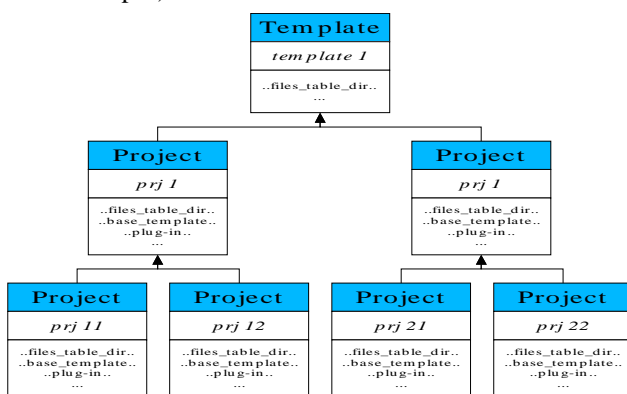 Template
template 1
..files_table_dir..
...
Project
prj 1
..files_table_dir..
..base_template..
..plug-in..
...
Project
prj 1
..files_table_dir..
..base_template..
..plug-in..
...
Project
prj 11
..files_table_dir..
..base_template..
..plug-in..
...
Project
prj 12
..files_table_dir..
..base_template..
..plug-in..
...
Project
prj 21
..files_table_dir..
..base_template..
..plug-in..
...
Project
prj 22
..files_table_dir..
..base_template..
..plug-in..
...